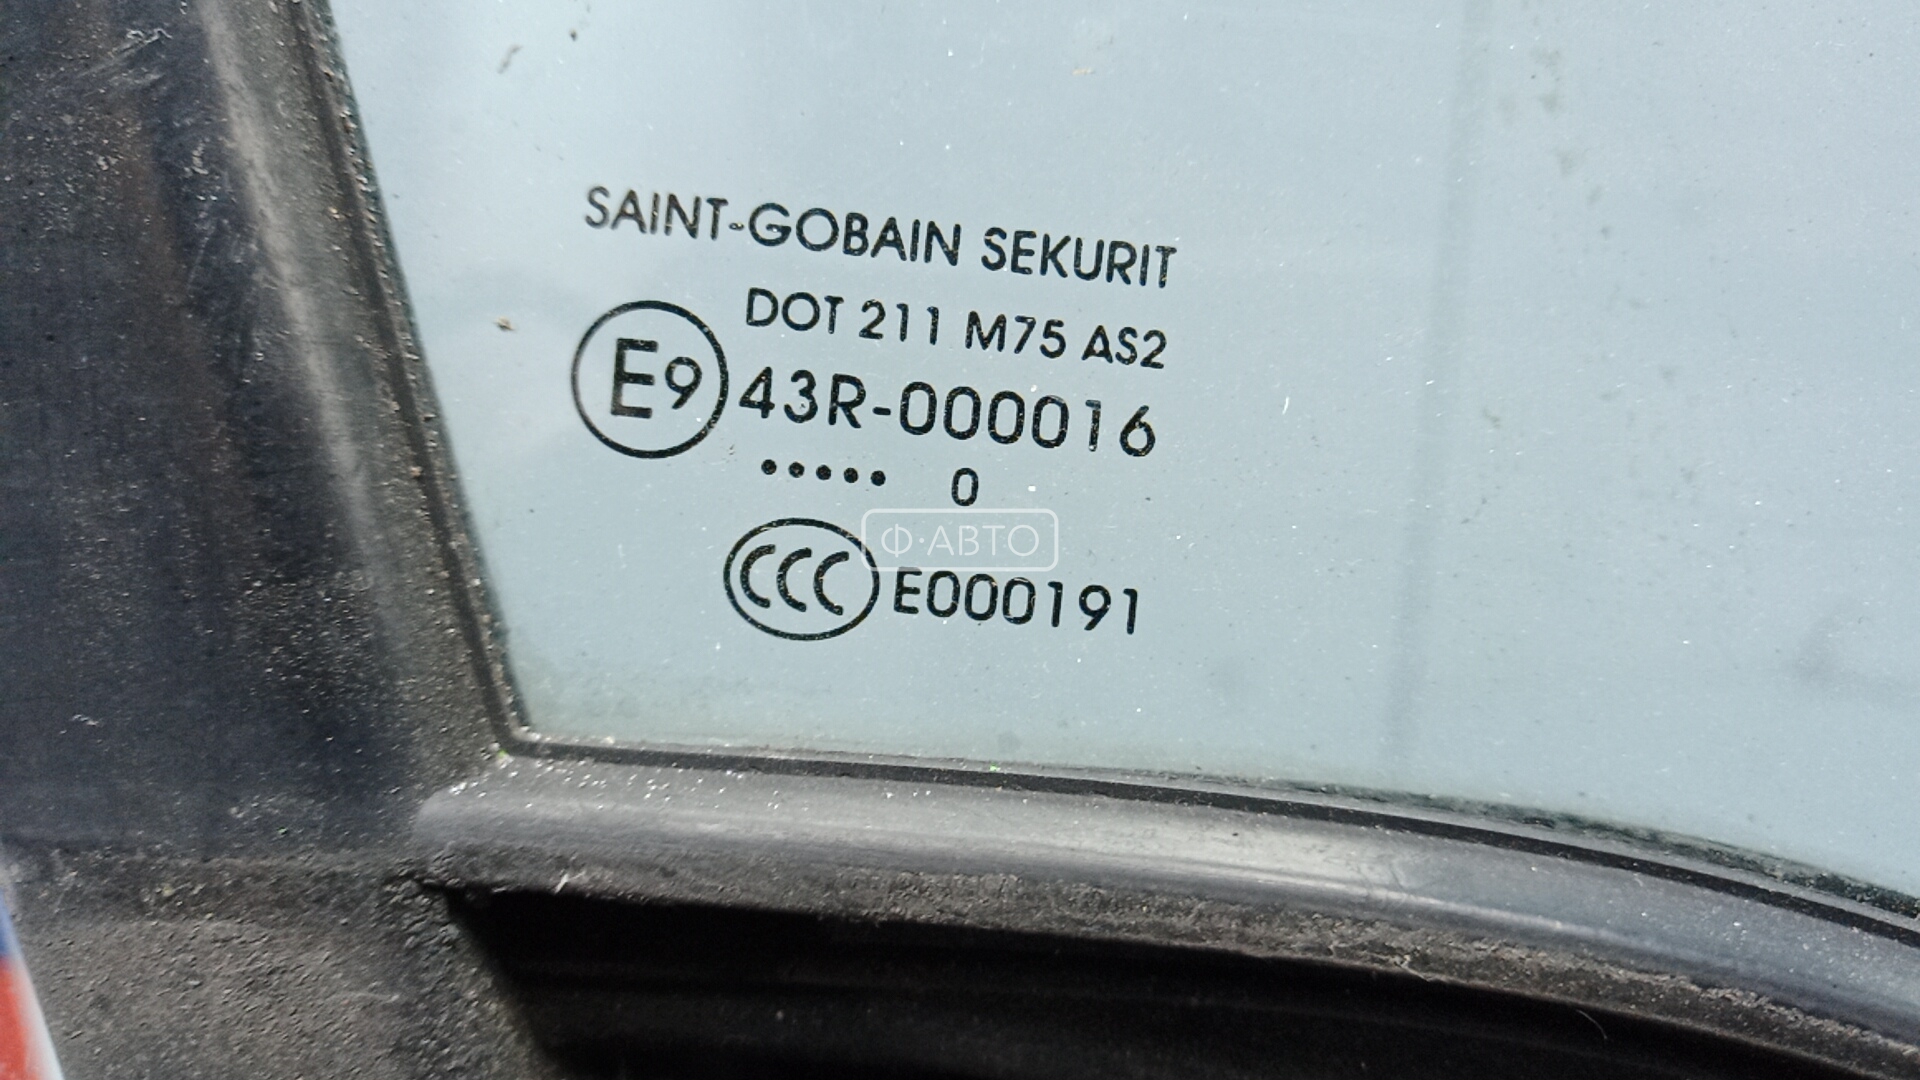 SAINT-GOBAIN SEKURIT
DOT 211 M75 AS2
E9 43R-000016
••••• 0
Ф·АВТО
CCC E000191